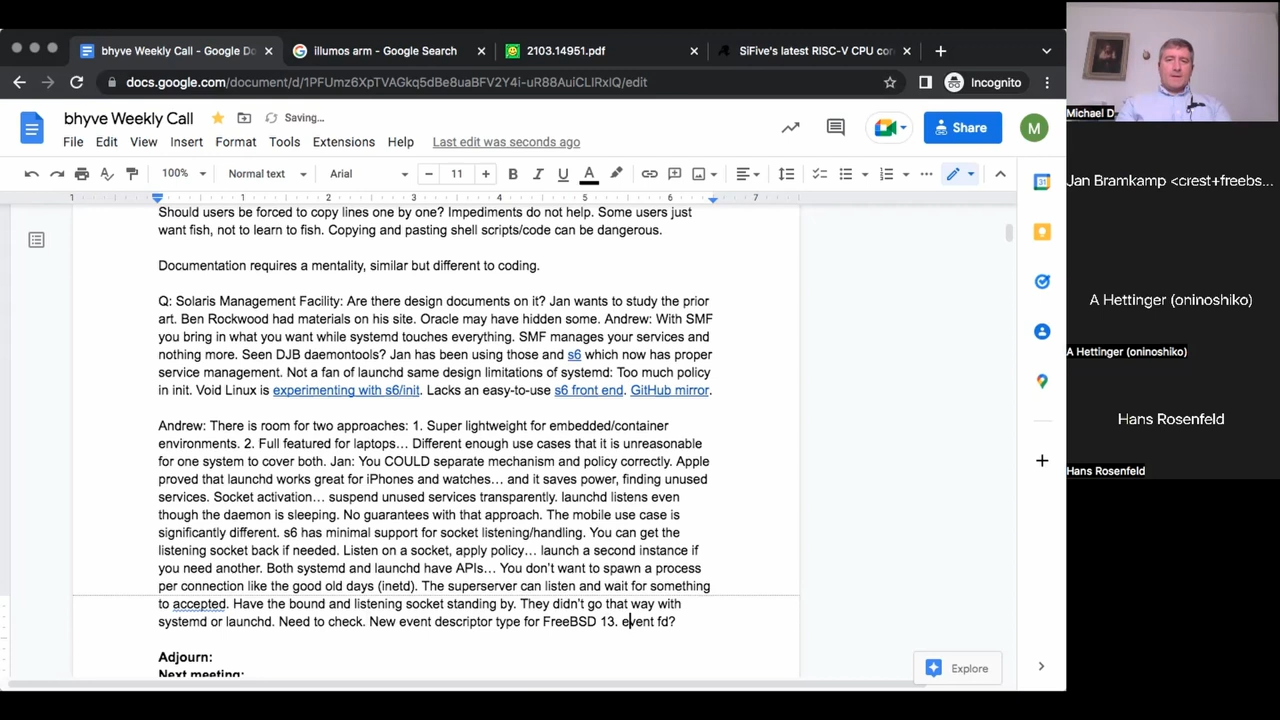 bhyve Weekly Call - Google Do
illumos arm - Google Search
2103.14951.pdf
SiFive's latest RISC-V CPU cor
docs.google.com/document/d/1PFUmz6XpTVAGkq5dBe8uaBFV2Y4i-uR88AuiCLIRxIQ/edit
Incognito
bhyve Weekly Call
Saving...
File Edit View Insert Format Tools Extensions Help Last edit was seconds ago
Share
M
100% Normal text Arial 11
1 1 2 3 4 5 6 7
Should users be forced to copy lines one by one? Impediments do not help. Some users just
want fish, not to learn to fish. Copying and pasting shell scripts/code can be dangerous.
Documentation requires a mentality, similar but different to coding.
Q: Solaris Management Facility: Are there design documents on it? Jan wants to study the prior
art. Ben Rockwood had materials on his site. Oracle may have hidden some. Andrew: With SMF
you bring in what you want while systemd touches everything. SMF manages your services and
nothing more. Seen DJB daemontools? Jan has been using those and s6 which now has proper
service management. Not a fan of launchd same design limitations of systemd: Too much policy
in init. Void Linux is experimenting with s6/init. Lacks an easy-to-use s6 front end. GitHub mirror.
Andrew: There is room for two approaches: 1. Super lightweight for embedded/container
environments. 2. Full featured for laptops… Different enough use cases that it is unreasonable
for one system to cover both. Jan: You COULD separate mechanism and policy correctly. Apple
proved that launchd works great for iPhones and watches… and it saves power, finding unused
services. Socket activation… suspend unused services transparently. launchd listens even
though the daemon is sleeping. No guarantees with that approach. The mobile use case is
significantly different. s6 has minimal support for socket listening/handling. You can get the
listening socket back if needed. Listen on a socket, apply policy… launch a second instance if
you need another. Both systemd and launchd have APIs… You don't want to spawn a process
per connection like the good old days (inetd). The superserver can listen and wait for something
to accepted. Have the bound and listening socket standing by. They didn't go that way with
systemd or launchd. Need to check. New event descriptor type for FreeBSD 13. event fd?
Adjourn:
Next meeting:
Explore
Michael D
Jan Bramkamp <crest+freebs...
A Hettinger (oninoshiko)
A Hettinger (oninoshiko)
Hans Rosenfeld
Hans Rosenfeld